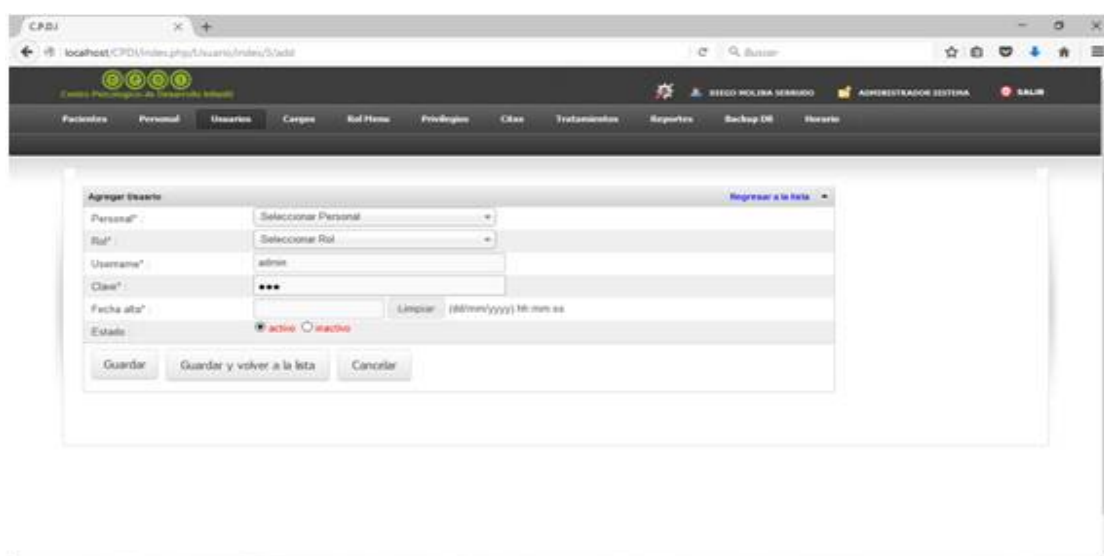 C.P.D.I
localhost/CPDI/index.php/Usuario/index/3/add
Buscar
CPDI
Centro Psicologico de Desarrollo Infantil
DIEGO MOLINA SERRUDO
ADMINISTRADOR SISTEMA
SALIR
Pacientes Personal Usuarios Cargos Rol Menu Privilegios Citas Tratamientos Reportes Backup DB Horario
Agregar Usuario
Regresar a la lista
Personal* : Seleccionar Personal
Rol* : Seleccionar Rol
Username* : admin
Clave* : ●●●
Fecha alta* : Limpiar (dd/mm/yyyy) hh:mm:ss
Estado : activo inactivo
Guardar Guardar y volver a la lista Cancelar